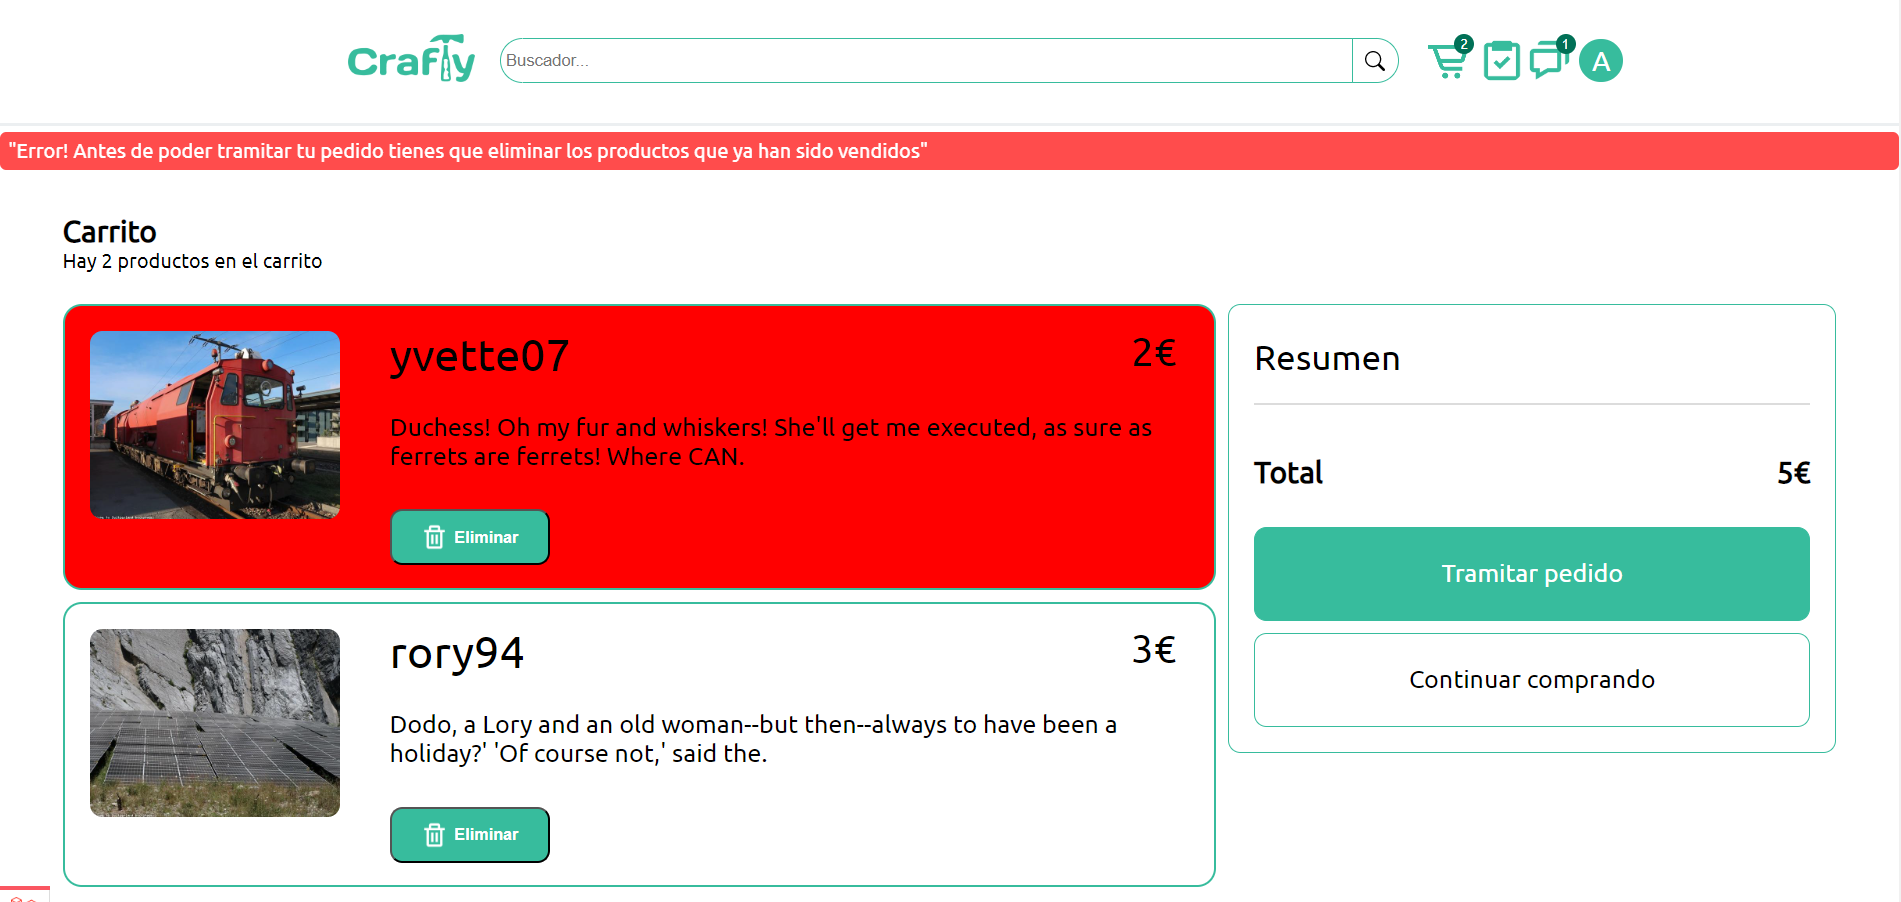 Crafty
Buscador...
2
1
A
"Error! Antes de poder tramitar tu pedido tienes que eliminar los productos que ya han sido vendidos"
Carrito
Hay 2 productos en el carrito
yvette07
2€
Duchess! Oh my fur and whiskers! She'll get me executed, as sure as
ferrets are ferrets! Where CAN.
Eliminar
rory94
3€
Dodo, a Lory and an old woman--but then--always to have been a
holiday?' 'Of course not,' said the.
Eliminar
Resumen
Total
5€
Tramitar pedido
Continuar comprando